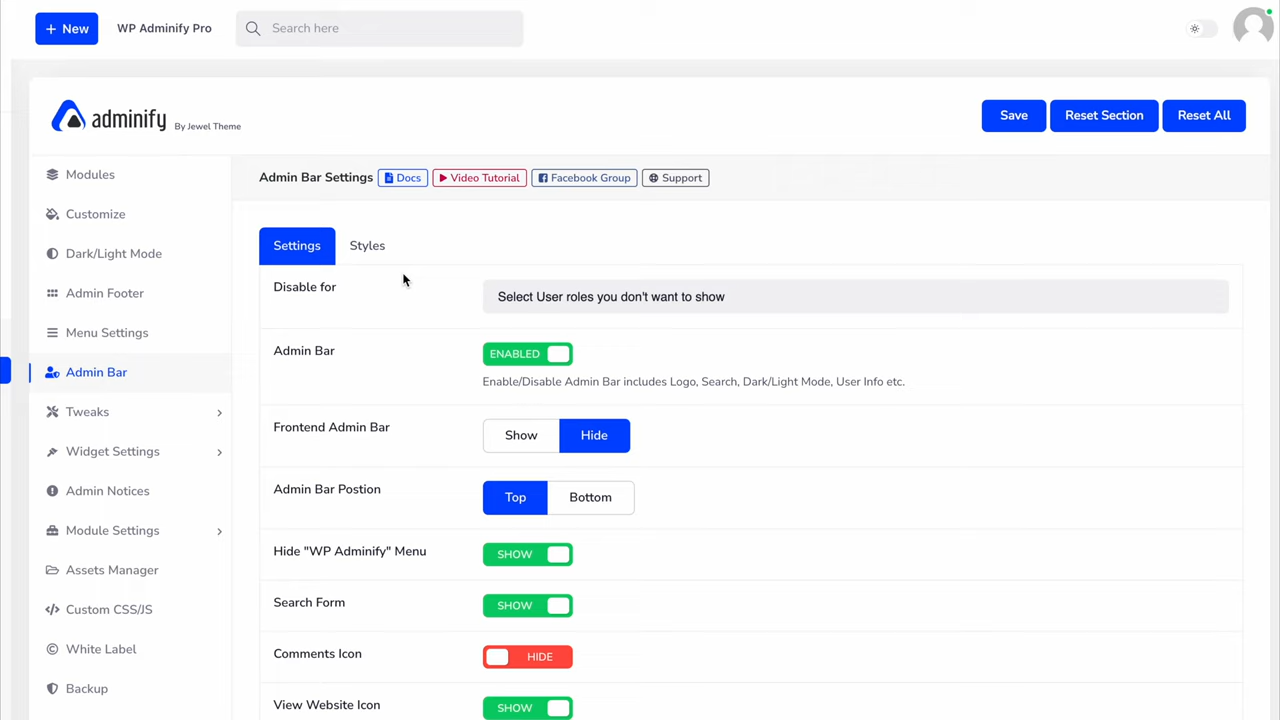 + New
WP Adminify Pro
Search here
adminify By Jewel Theme
Save
Reset Section
Reset All
Modules
Customize
Dark/Light Mode
Admin Footer
Menu Settings
Admin Bar
Tweaks
Widget Settings
Admin Notices
Module Settings
Assets Manager
Custom CSS/JS
White Label
Backup
Admin Bar Settings
Docs
Video Tutorial
Facebook Group
Support
Settings
Styles
Disable for
Select User roles you don't want to show
Admin Bar
ENABLED
Enable/Disable Admin Bar includes Logo, Search, Dark/Light Mode, User Info etc.
Frontend Admin Bar
Show
Hide
Admin Bar Postion
Top
Bottom
Hide "WP Adminify" Menu
SHOW
Search Form
SHOW
Comments Icon
HIDE
View Website Icon
SHOW